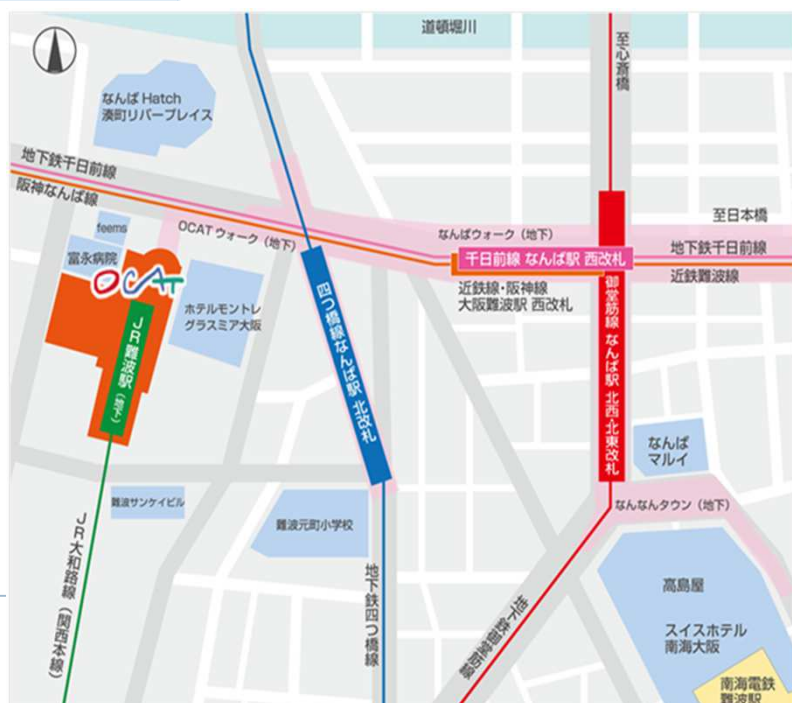 道頓堀川
至心斎橋
なんばHatch
湊町リバープレイス
地下鉄千日前線
阪神なんば線
feems
OCATウォーク（地下）
なんばウォーク（地下）
至日本橋
富永病院
OCAT
千日前線 なんば駅 西改札
地下鉄千日前線
近鉄線・阪神線
大阪難波駅 西改札
近鉄難波線
ホテルモントレ
グラスミア大阪
JR難波駅（地下）
四つ橋線なんば駅 北改札
御堂筋線 なんば駅 北西・北東改札
なんば
マルイ
難波サンケイビル
難波元町小学校
なんなんタウン（地下）
JR大和路線（関西本線）
地下鉄四つ橋線
地下鉄御堂筋線
高島屋
スイスホテル
南海大阪
南海電鉄
難波駅